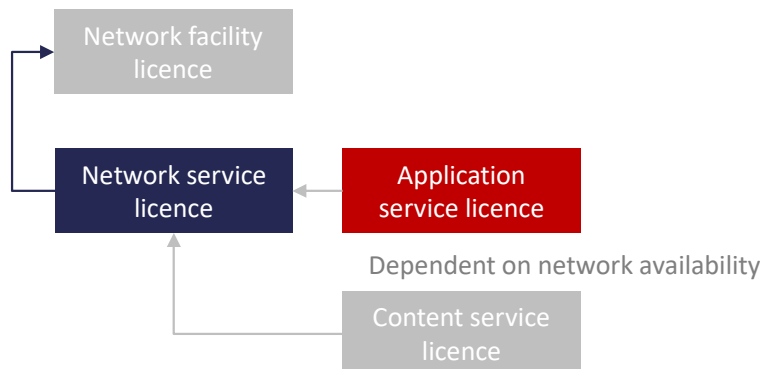 Network facility
licence
Network service
licence
Application
service licence
Dependent on network availability
Content service
licence